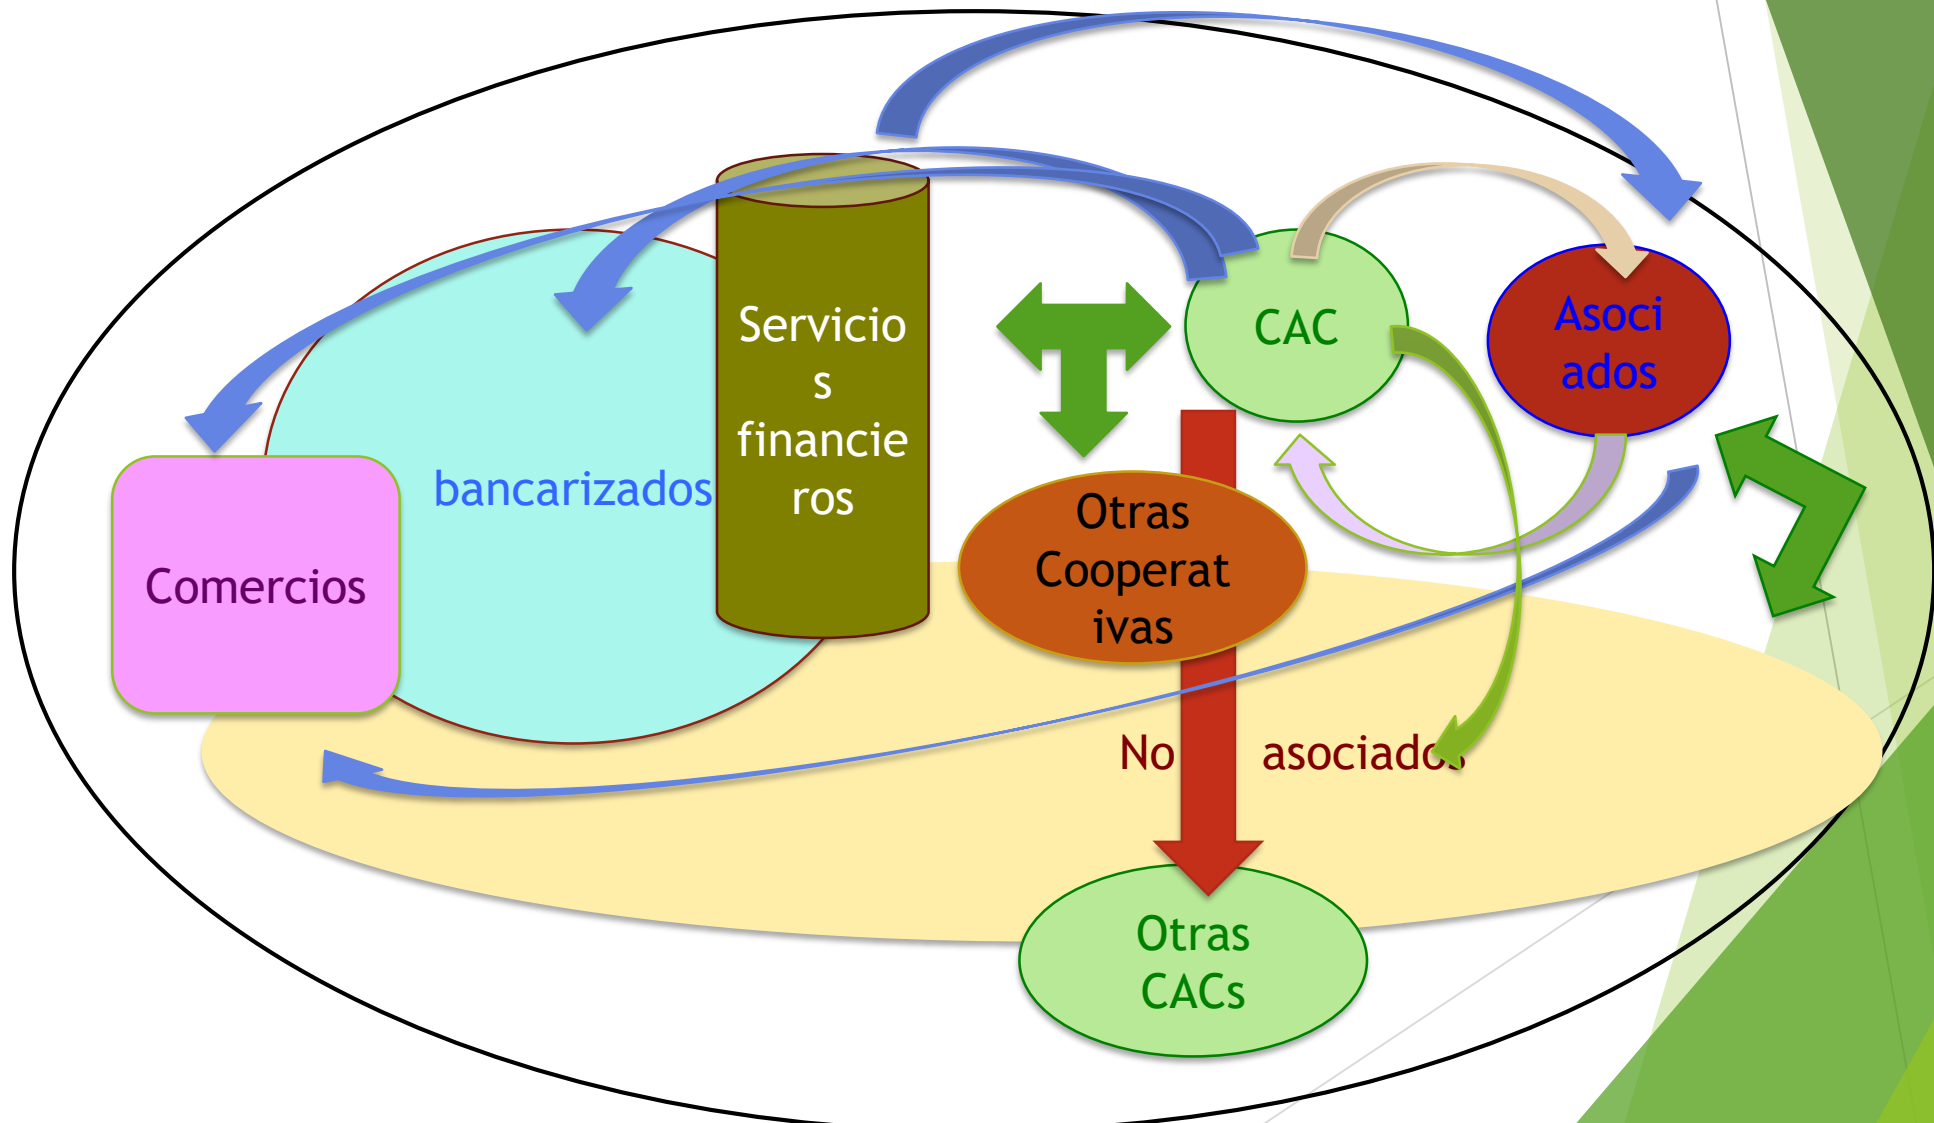 Servicio
s
financie
ros
CAC
Asoci
ados
bancarizados
Comercios
Otras
Cooperat
ivas
No asociados
Otras
CACs